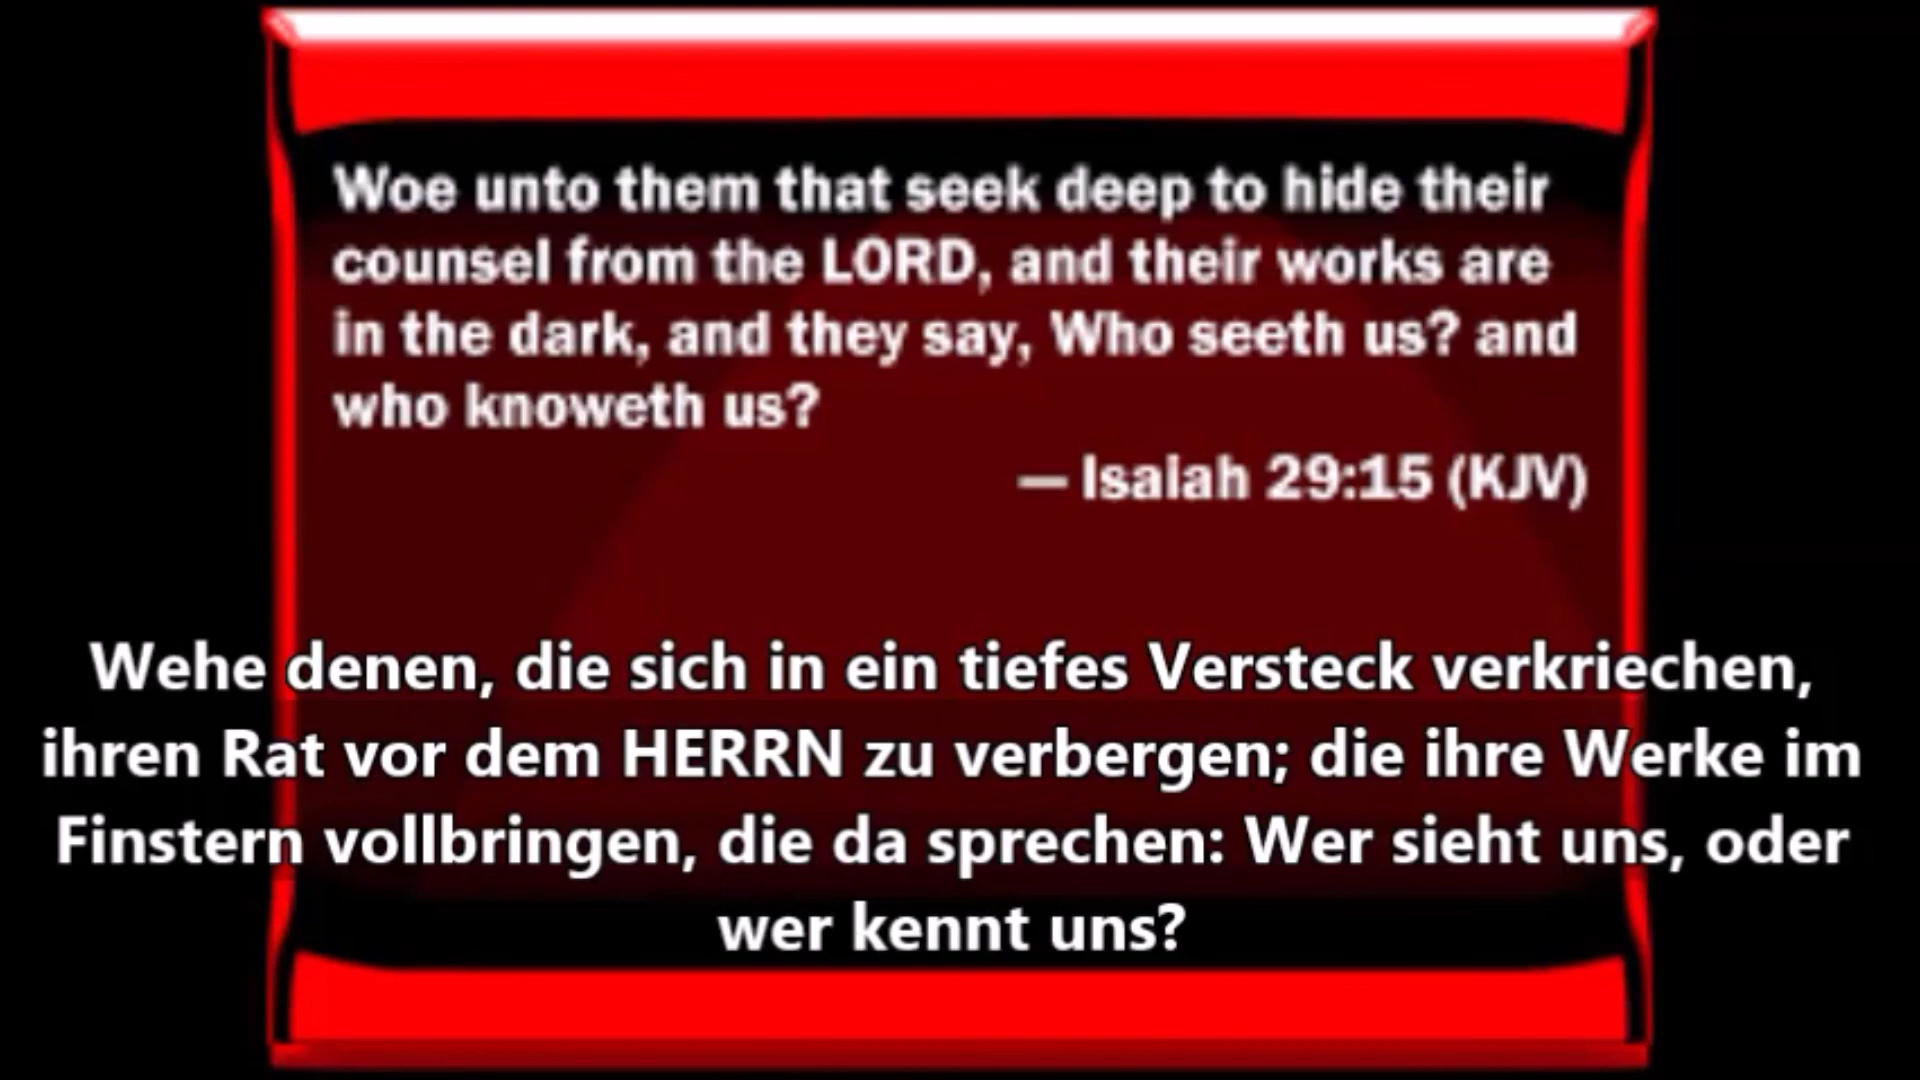 Woe unto them that seek deep to hide their
counsel from the LORD, and their works are
in the dark, and they say, Who seeth us? and
who knoweth us?
— Isaiah 29:15 (KJV)
Wehe denen, die sich in ein tiefes Versteck verkriechen,
ihren Rat vor dem HERRN zu verbergen; die ihre Werke im
Finstern vollbringen, die da sprechen: Wer sieht uns, oder
wer kennt uns?